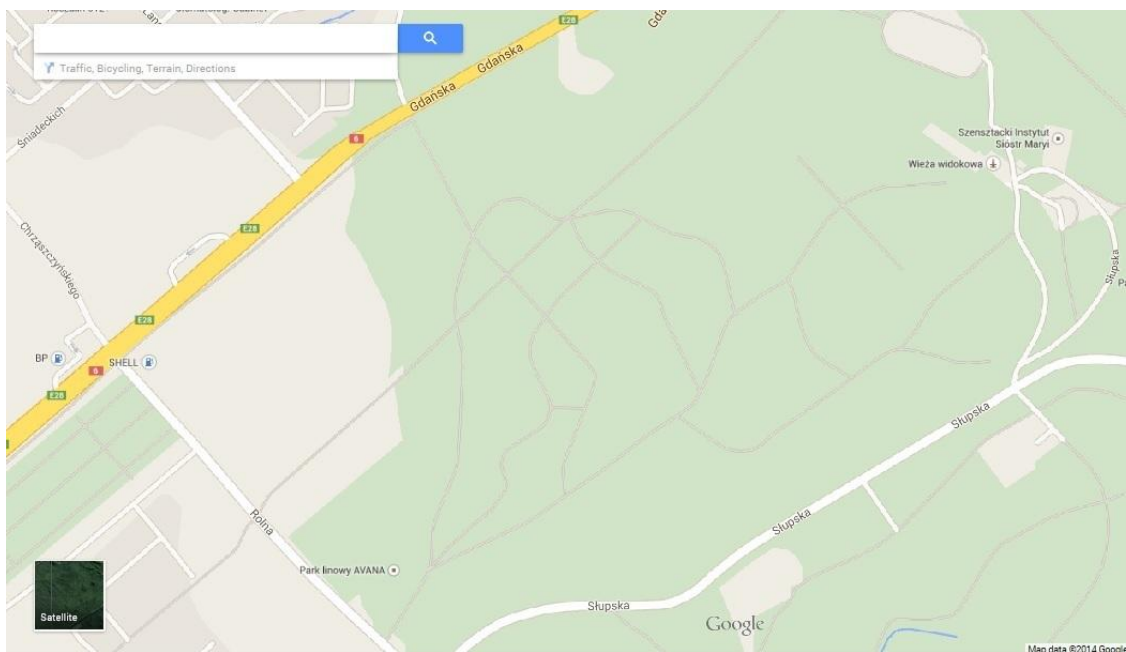 Traffic, Bicycling, Terrain, Directions
E28
Gdańska
Gdańska
6
Śniadeckich
Szensztacki Instytut
Sióstr Maryi
Wieża widokowa
E28
Chrząszczyńskiego
Słupska
E28
BP
SHELL
6
E28
Słupska
Rolna
Słupska
Park linowy AVANA
Satellite
Słupska
Google
Map data ©2014 Google